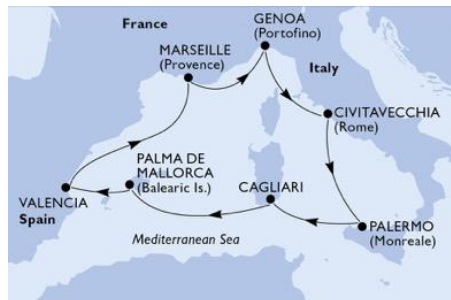 France
GENOA
(Portofino)
MARSEILLE
(Provence)
Italy
CIVITAVECCHIA
(Rome)
PALMA DE
MALLORCA
(Balearic Is.)
CAGLIARI
VALENCIA
Spain
PALERMO
(Monreale)
Mediterranean Sea